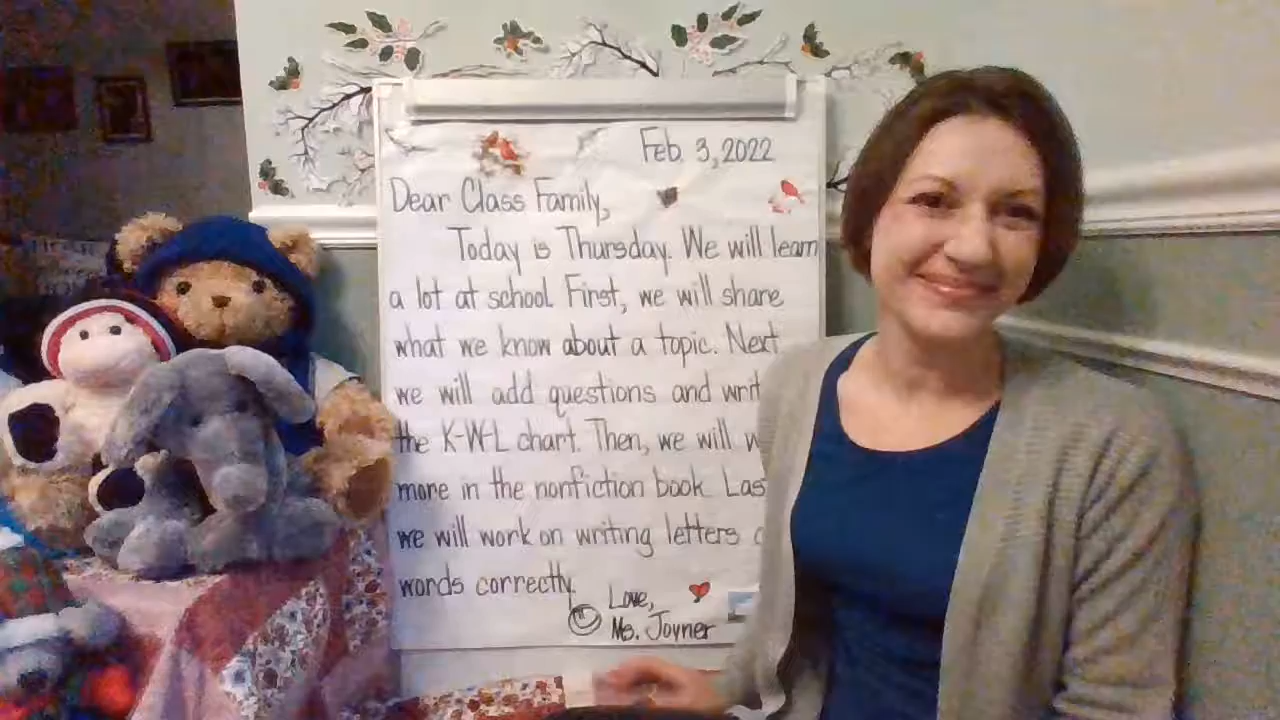 Feb. 3, 2022
Dear Class Family,
Today is Thursday. We will learn
a lot at school. First, we will share
what we know about a topic. Next
we will add questions and writ
the K-W-L chart. Then, we will w
more in the nonfiction book. Las
we will work on writing letters
words correctly.
Love,
Ms. Joyner